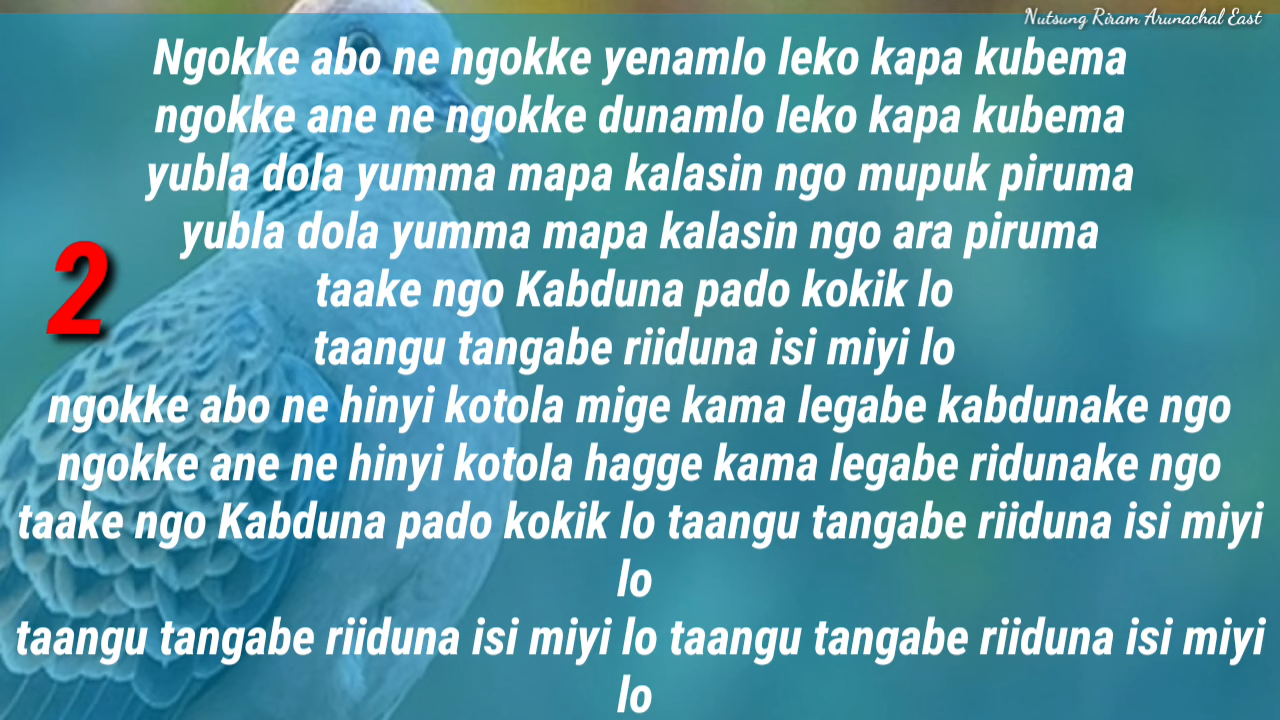 Nutsung Riram Arunachal East
Ngokke abo ne ngokke yenamlo leko kapa kubema
ngokke ane ne ngokke dunamlo leko kapa kubema
yubla dola yumma mapa kalasin ngo mupuk piruma
yubla dola yumma mapa kalasin ngo ara piruma
2
taake ngo Kabduna pado kokik lo
taangu tangabe riiduna isi miyi lo
ngokke abo ne hinyi kotola mige kama legabe kabdunake ngo
ngokke ane ne hinyi kotola hagge kama legabe ridunake ngo
taake ngo Kabduna pado kokik lo taangu tangabe riiduna isi miyi
lo
taangu tangabe riiduna isi miyi lo taangu tangabe riiduna isi miyi
lo